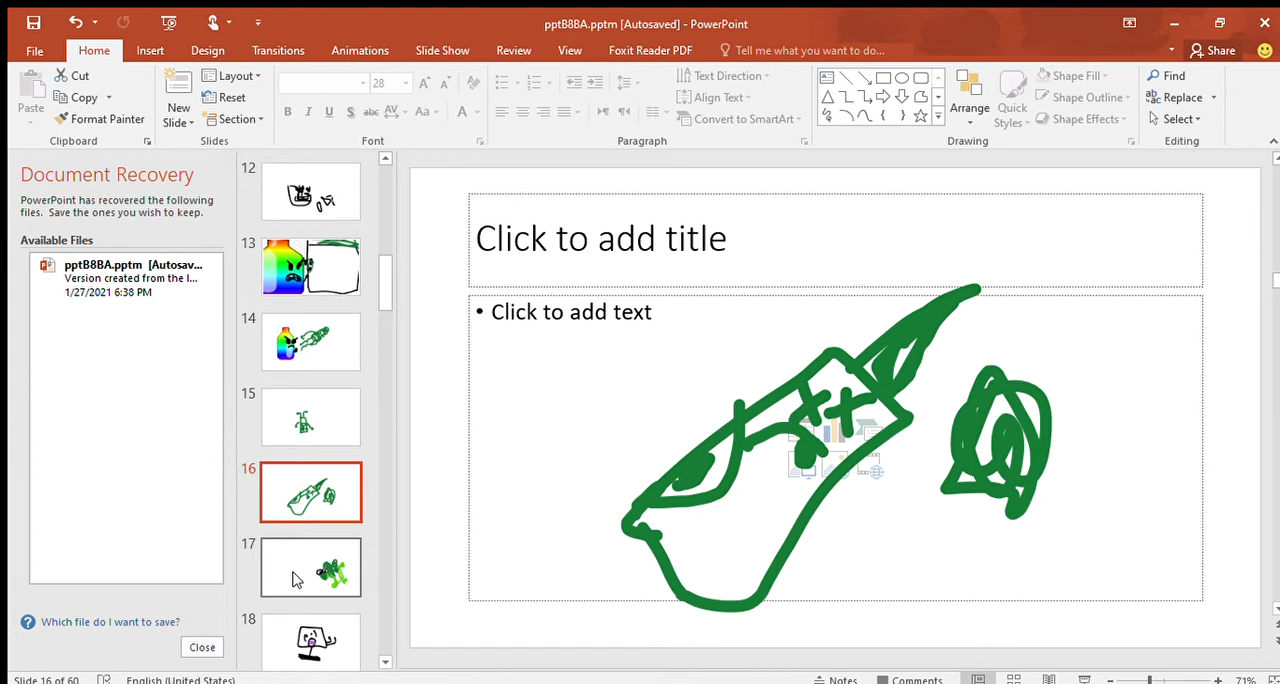 pptB8BA.pptm [Autosaved] - PowerPoint
File Home Insert Design Transitions Animations Slide Show Review View Foxit Reader PDF Tell me what you want to do... Share
Paste
Cut
Copy
Format Painter
Clipboard
New
Slide
Layout
Reset
Section
Slides
28
B I U S abc AV Aa A
Font
Text Direction
Align Text
Convert to SmartArt
Paragraph
Arrange
Quick
Styles
Shape Fill
Shape Outline
Shape Effects
Drawing
Find
Replace
Select
Editing
Document Recovery
PowerPoint has recovered the following
files. Save the ones you wish to keep.
Available Files
pptB8BA.pptm [Autosav...
Version created from the l...
1/27/2021 6:38 PM
Which file do I want to save?
Close
12
13
14
15
16
17
18
Click to add title
• Click to add text
Slide 16 of 60 English (United States) Notes Comments 71%